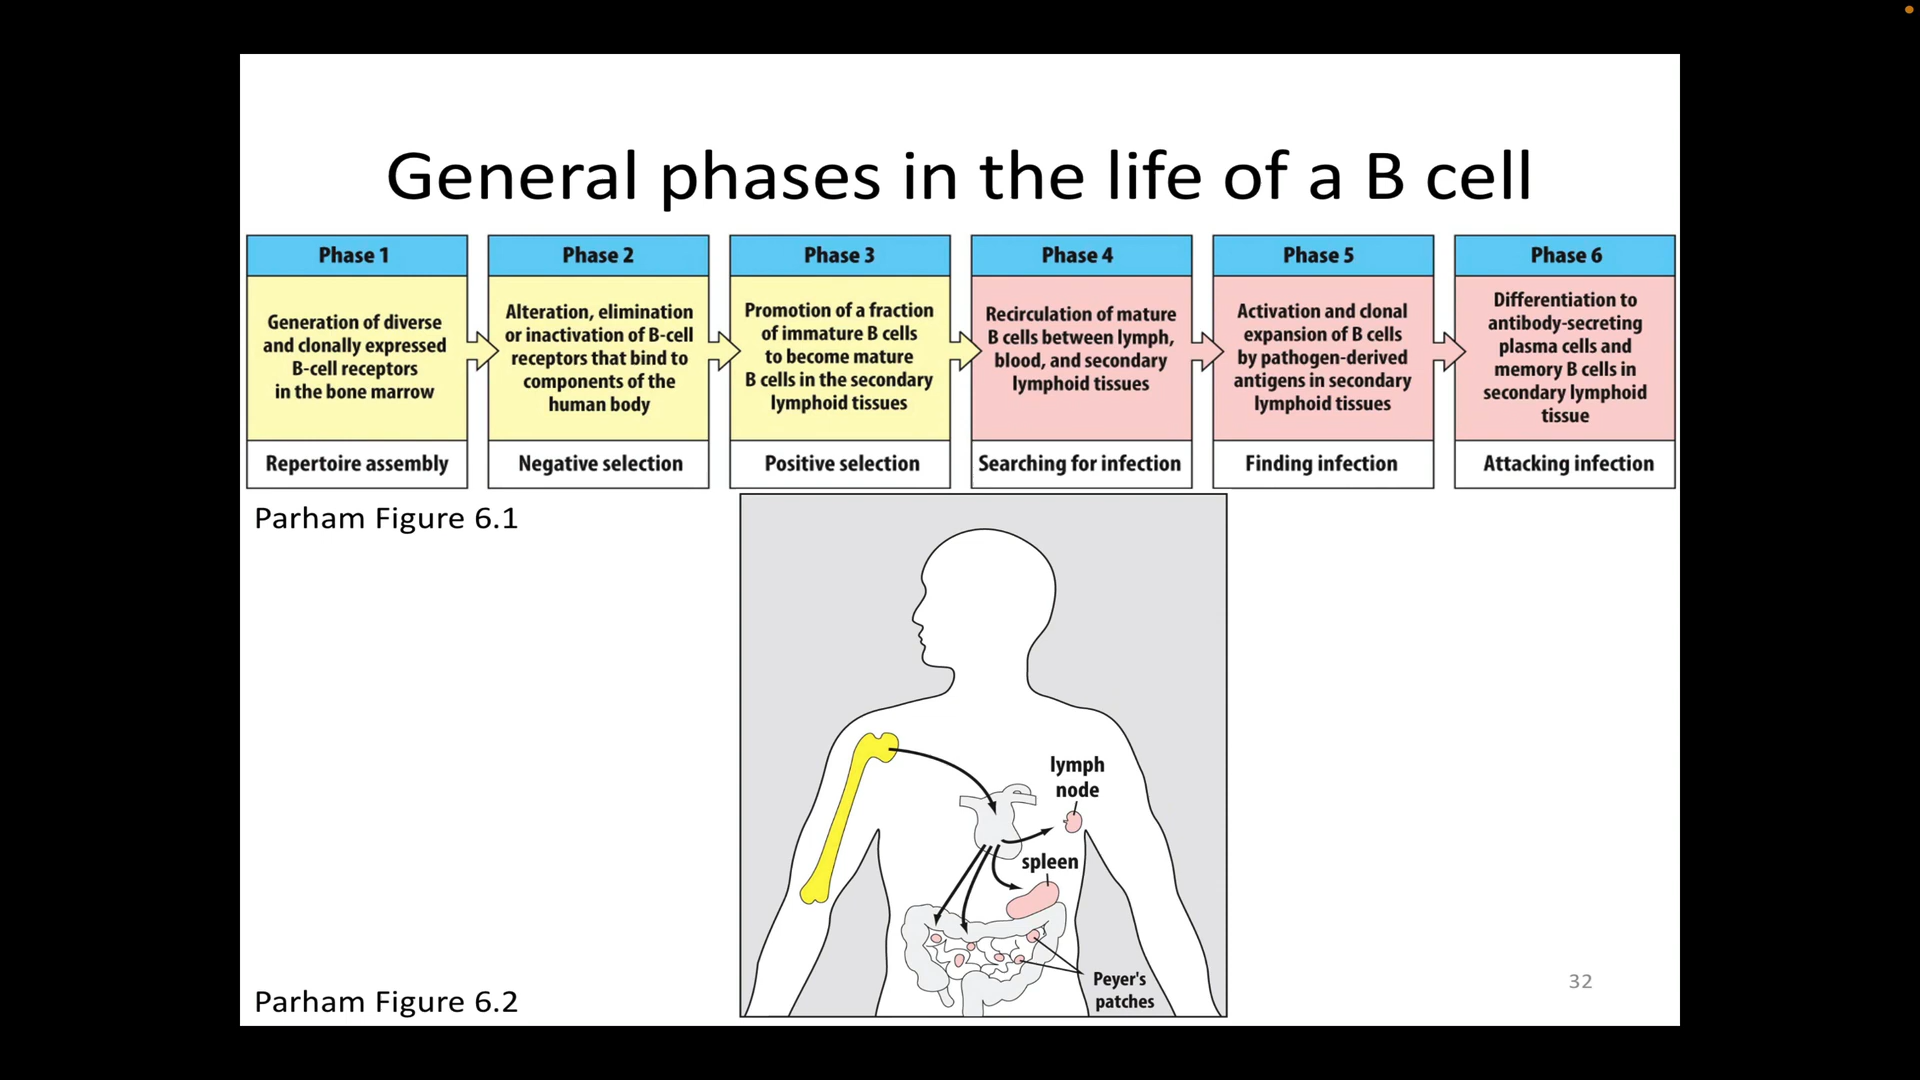 General phases in the life of a B cell
Phase 1
Generation of diverse
and clonally expressed
B-cell receptors
in the bone marrow
Repertoire assembly
Phase 2
Alteration, elimination
or inactivation of B-cell
receptors that bind to
components of the
human body
Negative selection
Phase 3
Promotion of a fraction
of immature B cells
to become mature
B cells in the secondary
lymphoid tissues
Positive selection
Phase 4
Recirculation of mature
B cells between lymph,
blood, and secondary
lymphoid tissues
Searching for infection
Phase 5
Activation and clonal
expansion of B cells
by pathogen-derived
antigens in secondary
lymphoid tissues
Finding infection
Phase 6
Differentiation to
antibody-secreting
plasma cells and
memory B cells in
secondary lymphoid
tissue
Attacking infection
Parham Figure 6.1
lymph
node
spleen
Peyer's
patches
Parham Figure 6.2
32